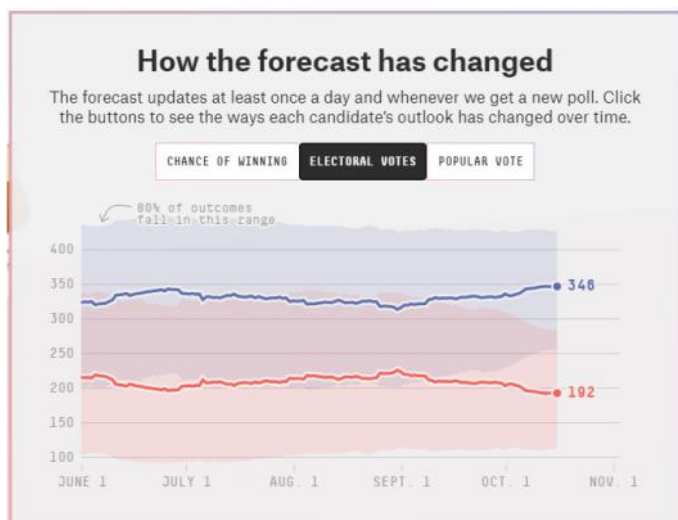 How the forecast has changed
The forecast updates at least once a day and whenever we get a new poll. Click
the buttons to see the ways each candidate's outlook has changed over time.
CHANCE OF WINNING ELECTORAL VOTES POPULAR VOTE
80% of outcomes
fall in this range
400
350
346
300
250
200
192
150
100
JUNE 1 JULY 1 AUG. 1 SEPT. 1 OCT. 1 NOV. 1